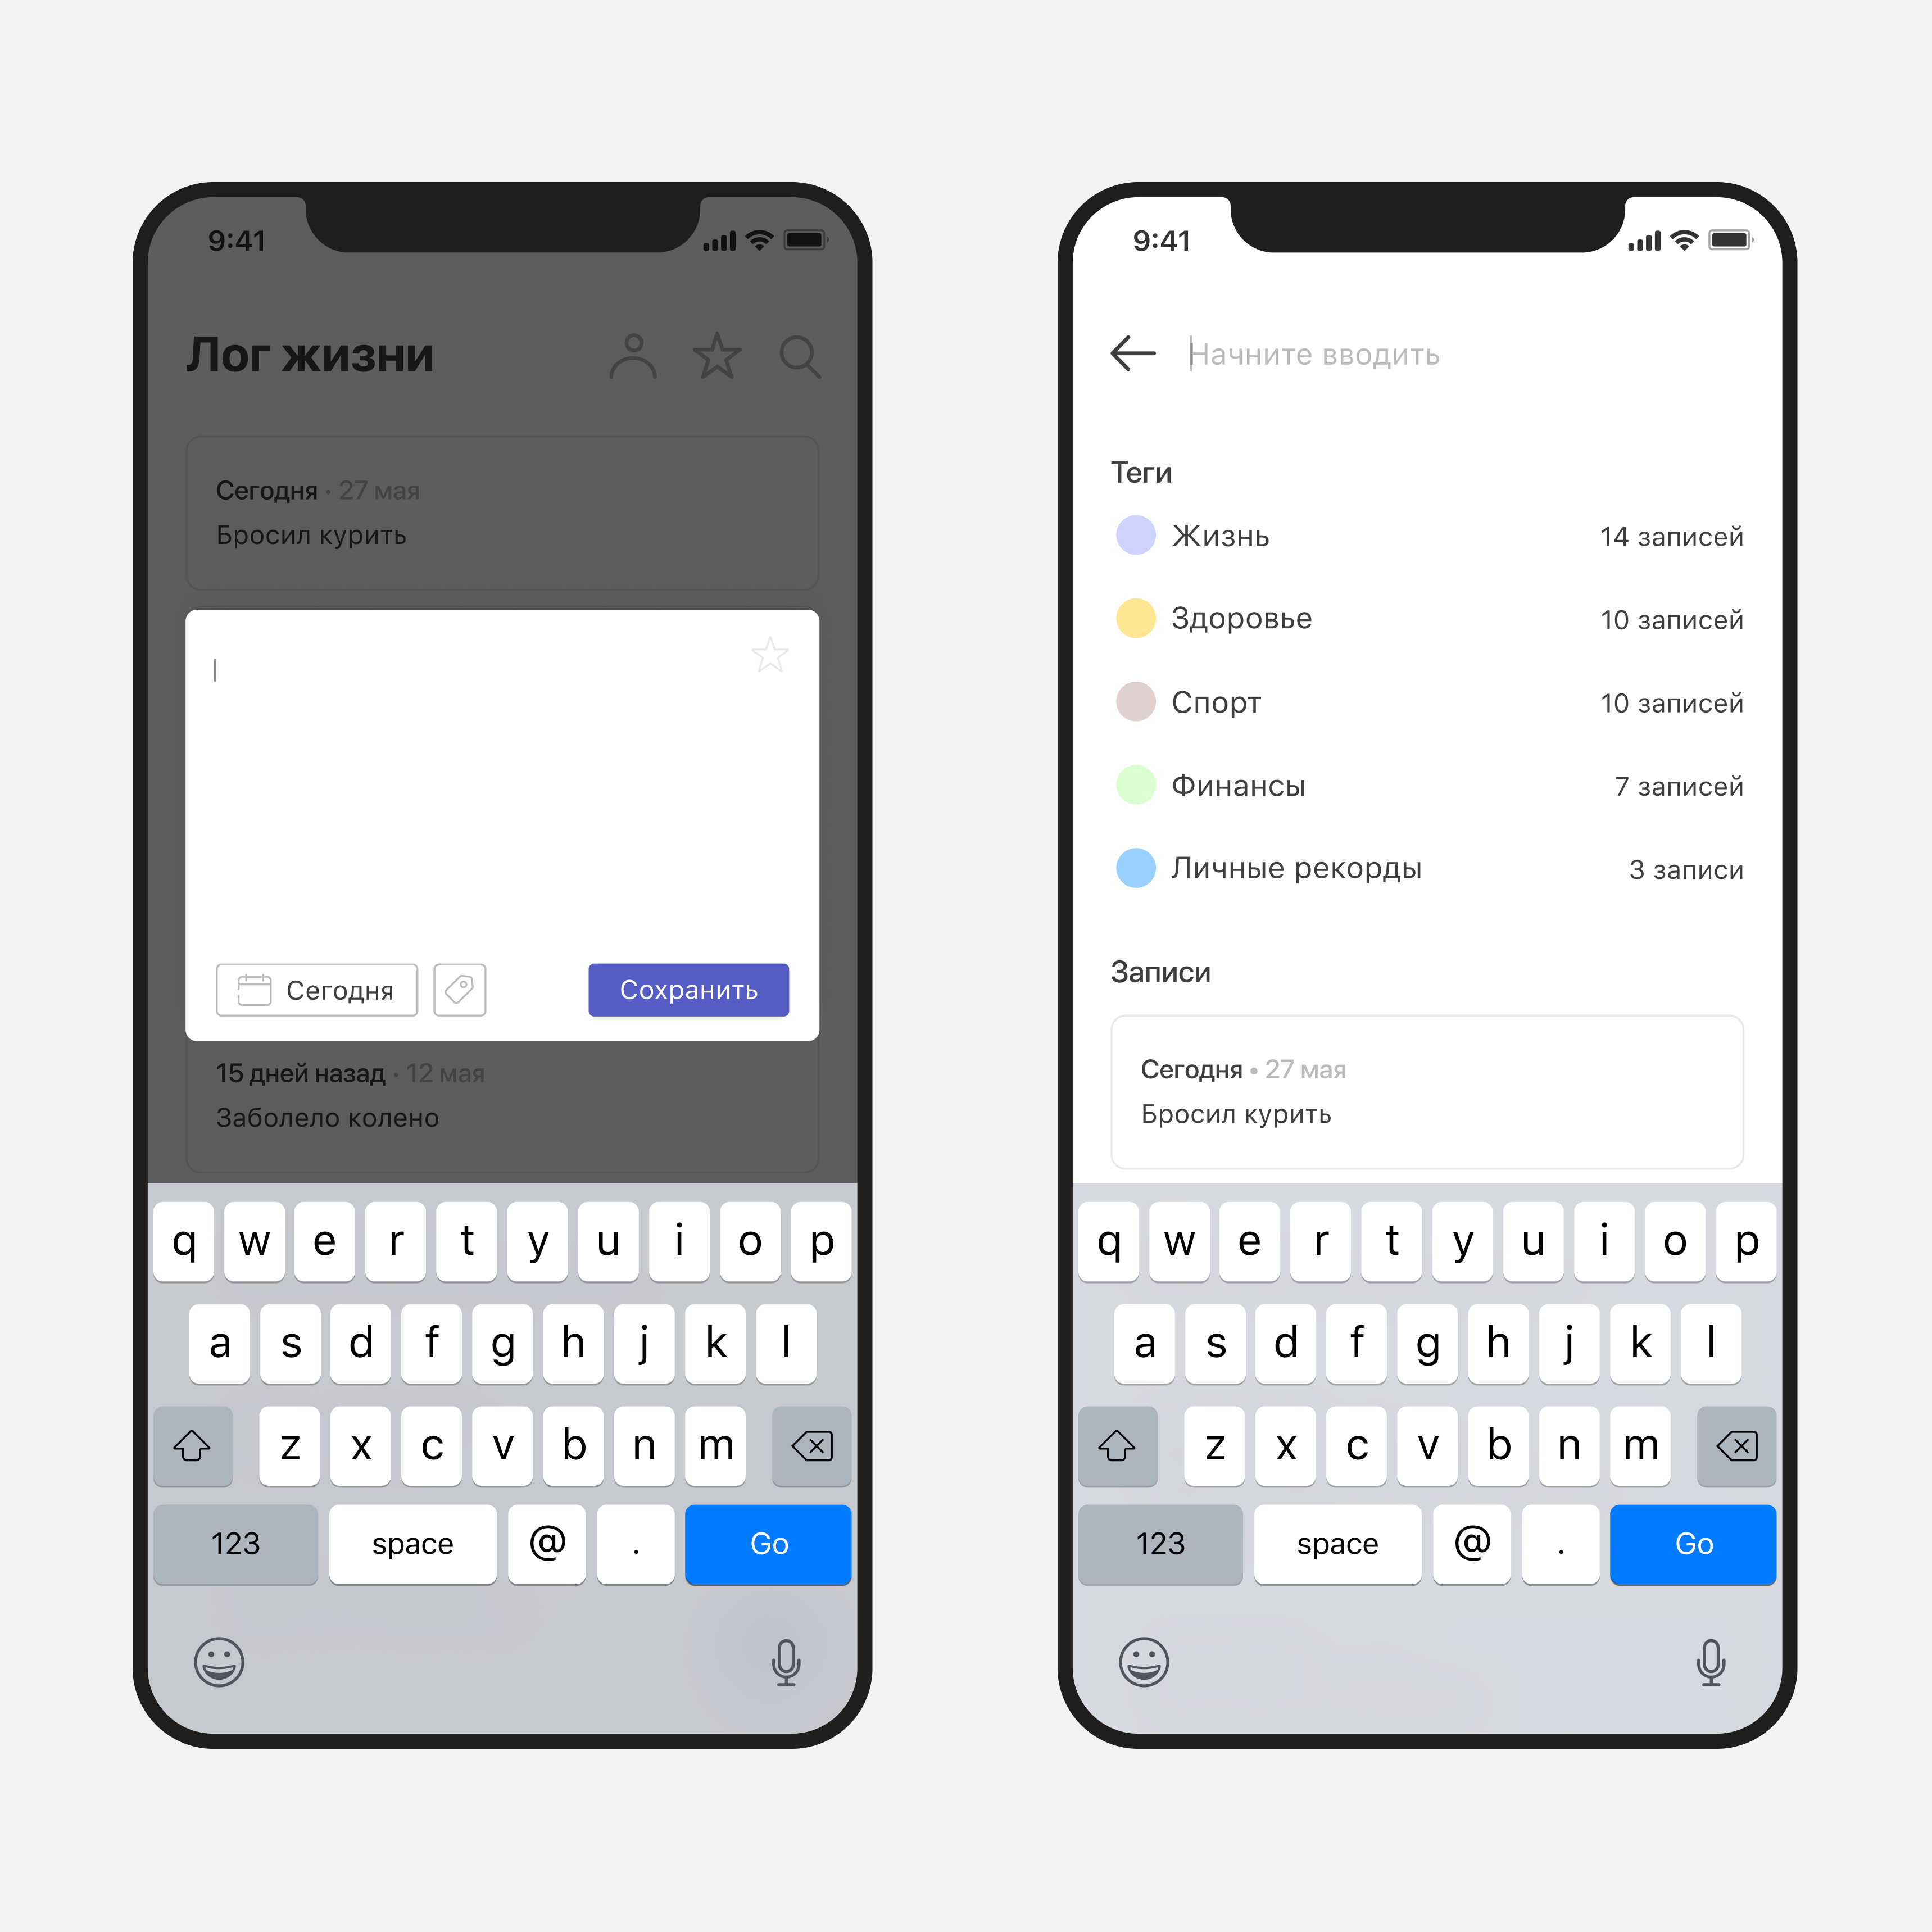 9:41
Лог жизни
Сегодня • 27 мая
Бросил курить
Сегодня
Сохранить
15 дней назад • 12 мая
Заболело колено
q w e r t y u i o p
a s d f g h j k l
z x c v b n m
123 space @ . Go
9:41
Начните вводить
Теги
Жизнь 14 записей
Здоровье 10 записей
Спорт 10 записей
Финансы 7 записей
Личные рекорды 3 записи
Записи
Сегодня • 27 мая
Бросил курить
q w e r t y u i o p
a s d f g h j k l
z x c v b n m
123 space @ . Go